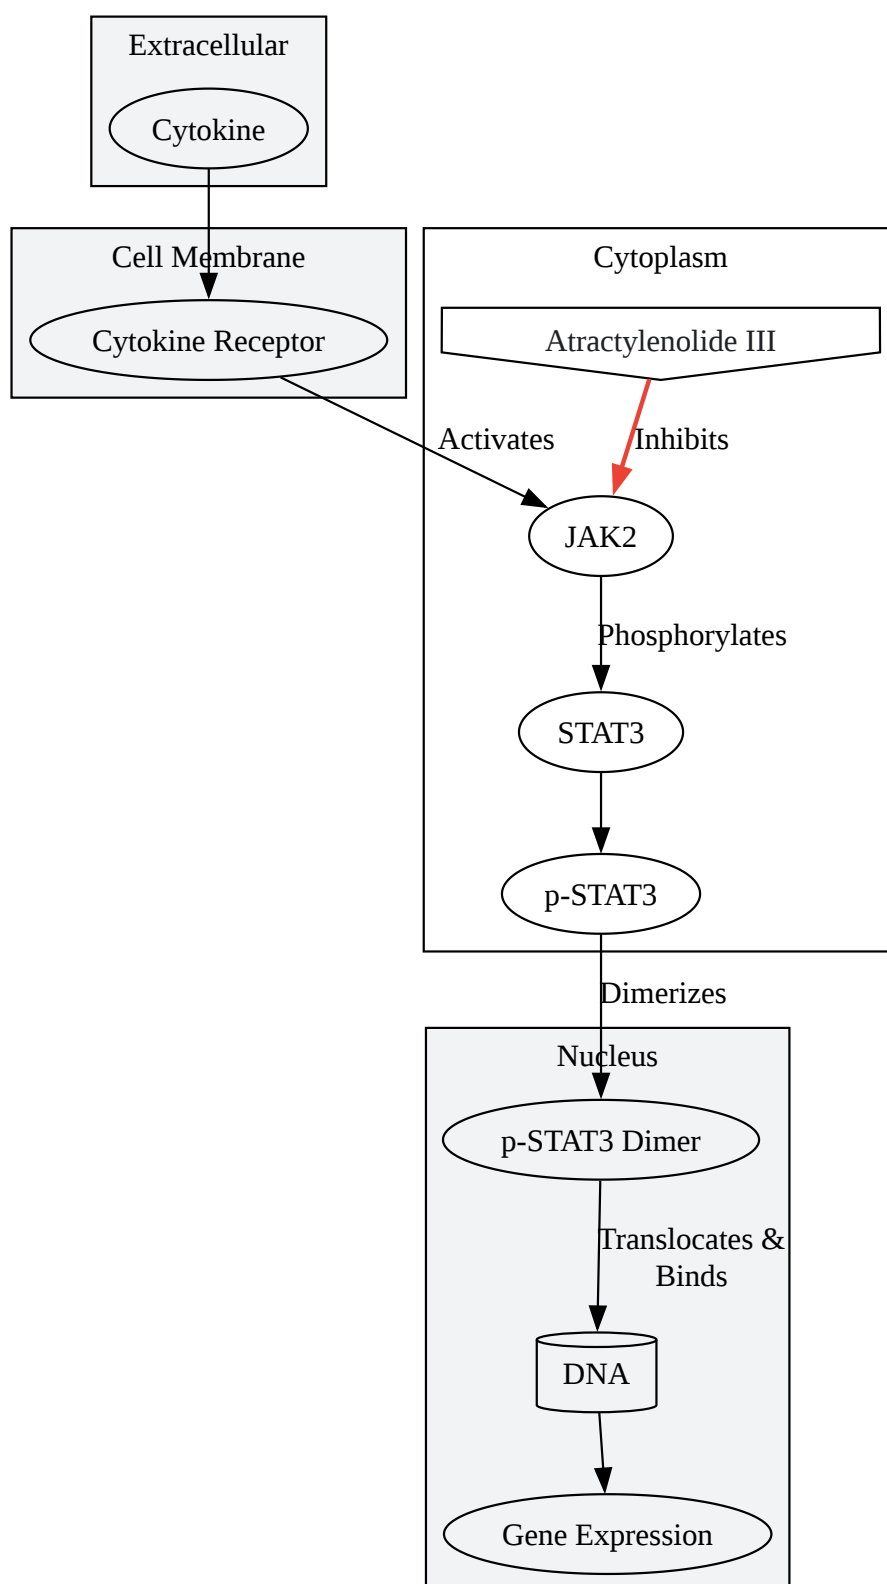 Extracellular
Cytokine
Cell Membrane
Cytokine Receptor
Cytoplasm
Atractylenolide III
Activates
Inhibits
JAK2
Phosphorylates
STAT3
p-STAT3
Dimerizes
Nucleus
p-STAT3 Dimer
Translocates &
Binds
DNA
Gene Expression